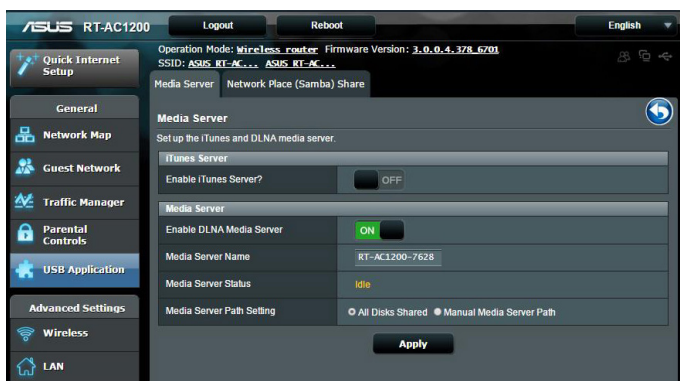 ASUS RT-AC1200 Logout Reboot English
Quick Internet Setup
Operation Mode: Wireless router Firmware Version: 3.0.0.4.378_6701
SSID: ASUS RT-AC... ASUS RT-AC...
Media Server Network Place (Samba) Share
General
Network Map
Guest Network
Traffic Manager
Parental Controls
USB Application
Advanced Settings
Wireless
LAN
Media Server
Set up the iTunes and DLNA media server.
iTunes Server
Enable iTunes Server? OFF
Media Server
Enable DLNA Media Server ON
Media Server Name RT-AC1200-7628
Media Server Status Idle
Media Server Path Setting All Disks Shared Manual Media Server Path
Apply